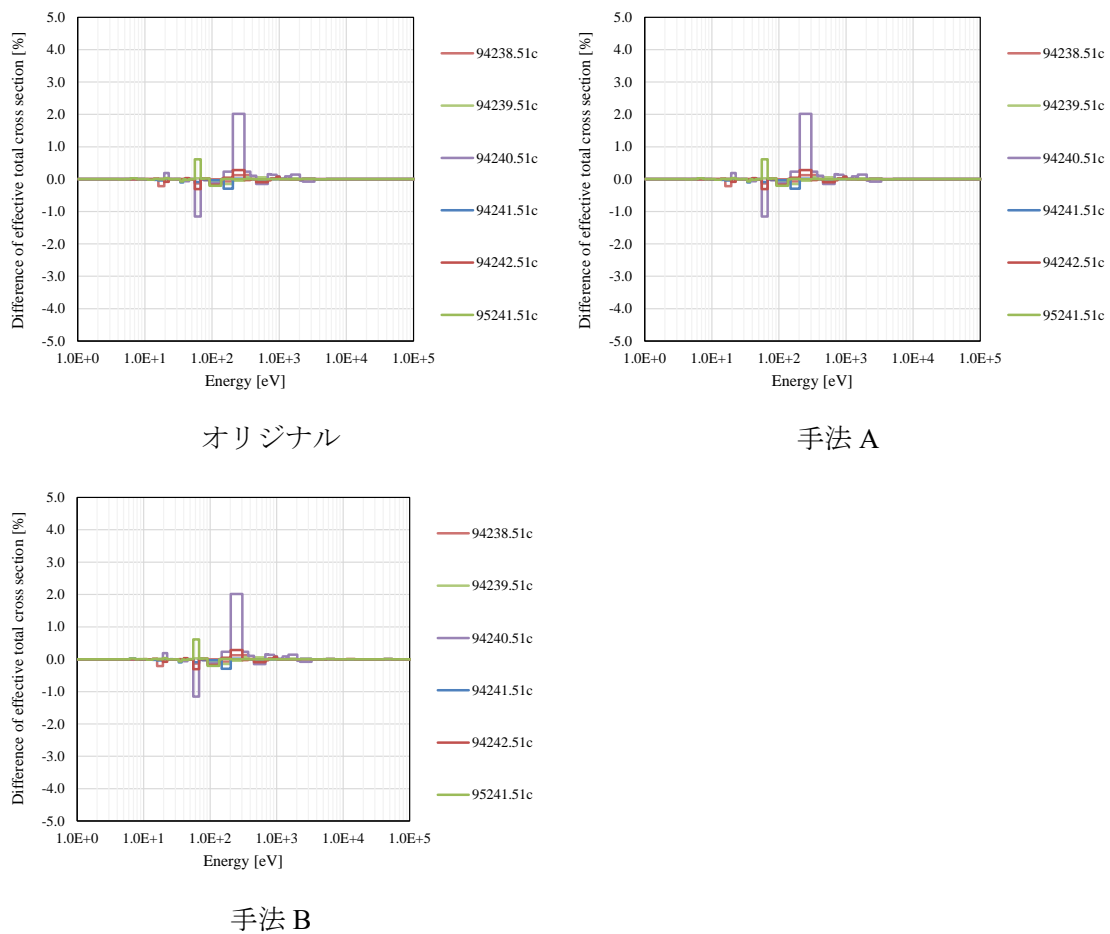 Difference of effective total cross section [%]
5.0
4.0
3.0
2.0
1.0
0.0
-1.0
-2.0
-3.0
-4.0
-5.0
1.0E+0 1.0E+1 1.0E+2 1.0E+3 1.0E+4 1.0E+5
Energy [eV]
94238.51c
94239.51c
94240.51c
94241.51c
94242.51c
95241.51c
オリジナル
Difference of effective total cross section [%]
5.0
4.0
3.0
2.0
1.0
0.0
-1.0
-2.0
-3.0
-4.0
-5.0
1.0E+0 1.0E+1 1.0E+2 1.0E+3 1.0E+4 1.0E+5
Energy [eV]
94238.51c
94239.51c
94240.51c
94241.51c
94242.51c
95241.51c
手法 A
Difference of effective total cross section [%]
5.0
4.0
3.0
2.0
1.0
0.0
-1.0
-2.0
-3.0
-4.0
-5.0
1.0E+0 1.0E+1 1.0E+2 1.0E+3 1.0E+4 1.0E+5
Energy [eV]
94238.51c
94239.51c
94240.51c
94241.51c
94242.51c
95241.51c
手法 B